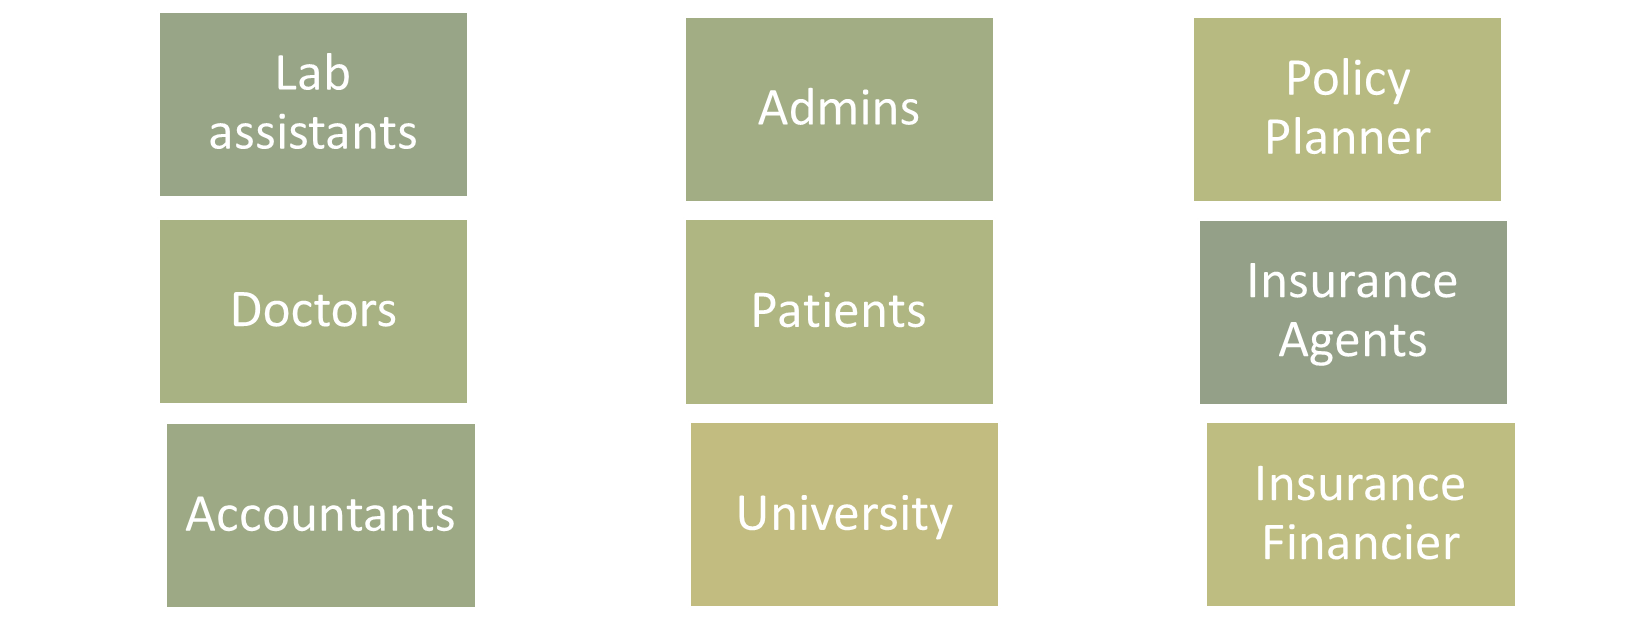 Lab
assistants
Admins
Policy
Planner
Doctors
Patients
Insurance
Agents
Accountants
University
Insurance
Financier